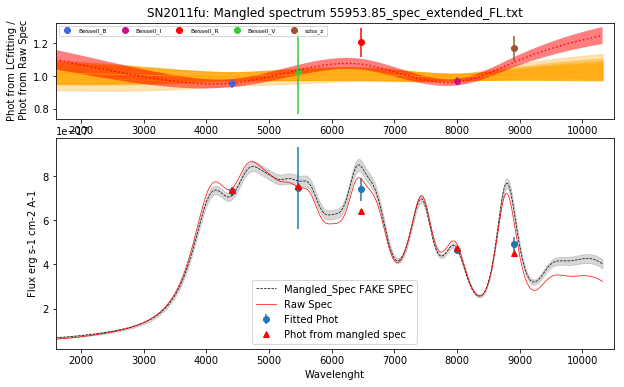 SN2011fu: Mangled spectrum 55953.85_spec_extended_FL.txt
Phot from LCfitting /
Phot from Raw Spec
1.2
1.0
0.8
Bessell_B
Bessell_I
Bessell_R
Bessell_V
sdss_z
2000 3000 4000 5000 6000 7000 8000 9000 10000
1e−17
Flux erg s-1 cm-2 A-1
8
6
4
2
Mangled_Spec FAKE SPEC
Raw Spec
Fitted Phot
Phot from mangled spec
2000 3000 4000 5000 6000 7000 8000 9000 10000
Wavelenght